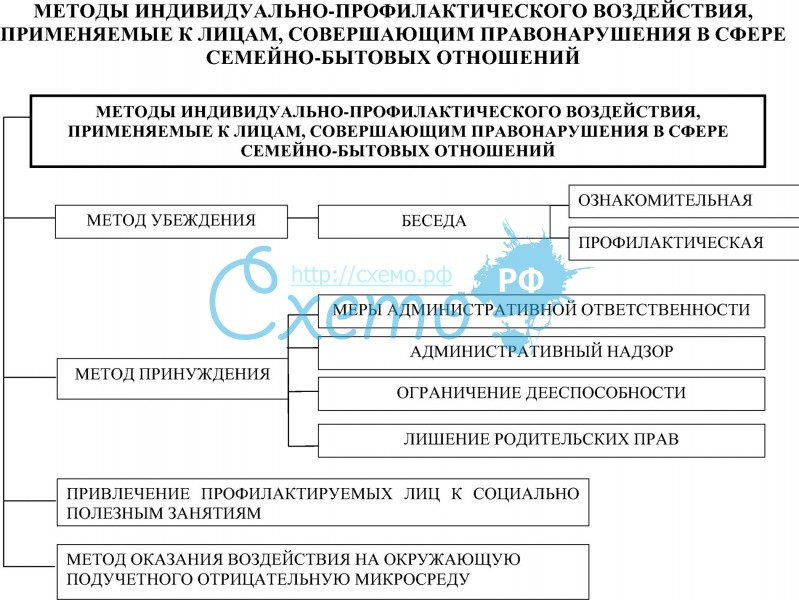 МЕТОДЫ ИНДИВИДУАЛЬНО-ПРОФИЛАКТИЧЕСКОГО ВОЗДЕЙСТВИЯ,
ПРИМЕНЯЕМЫЕ К ЛИЦАМ, СОВЕРШАЮЩИМ ПРАВОНАРУШЕНИЯ В СФЕРЕ
СЕМЕЙНО-БЫТОВЫХ ОТНОШЕНИЙ
МЕТОДЫ ИНДИВИДУАЛЬНО-ПРОФИЛАКТИЧЕСКОГО ВОЗДЕЙСТВИЯ,
ПРИМЕНЯЕМЫЕ К ЛИЦАМ, СОВЕРШАЮЩИМ ПРАВОНАРУШЕНИЯ В СФЕРЕ
СЕМЕЙНО-БЫТОВЫХ ОТНОШЕНИЙ
МЕТОД УБЕЖДЕНИЯ
БЕСЕДА
ОЗНАКОМИТЕЛЬНАЯ
ПРОФИЛАКТИЧЕСКАЯ
http://схемо.рф
Схемо
РФ
МЕТОД ПРИНУЖДЕНИЯ
МЕРЫ АДМИНИСТРАТИВНОЙ ОТВЕТСТВЕННОСТИ
АДМИНИСТРАТИВНЫЙ НАДЗОР
ОГРАНИЧЕНИЕ ДЕЕСПОСОБНОСТИ
ЛИШЕНИЕ РОДИТЕЛЬСКИХ ПРАВ
ПРИВЛЕЧЕНИЕ ПРОФИЛАКТИРУЕМЫХ ЛИЦ К СОЦИАЛЬНО
ПОЛЕЗНЫМ ЗАНЯТИЯМ
МЕТОД ОКАЗАНИЯ ВОЗДЕЙСТВИЯ НА ОКРУЖАЮЩУЮ
ПОДУЧЕТНОГО ОТРИЦАТЕЛЬНУЮ МИКРОСРЕДУ